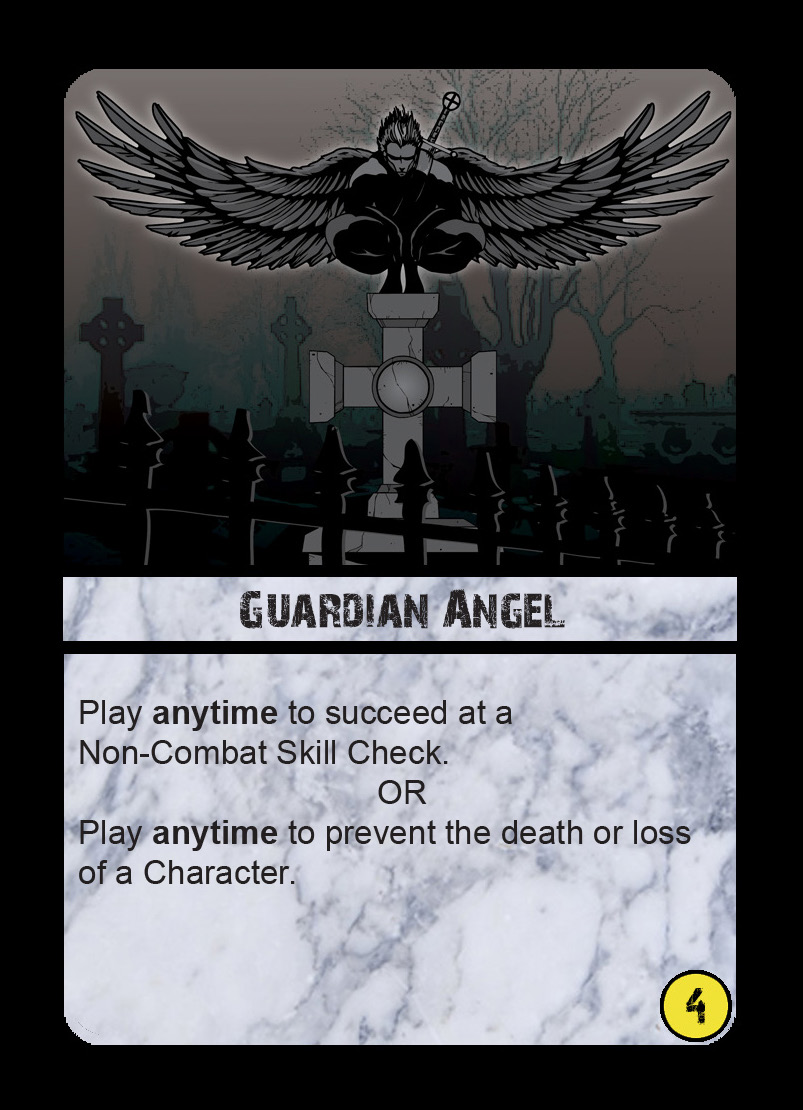 Guardian Angel
Play anytime to succeed at a
Non-Combat Skill Check.
OR
Play anytime to prevent the death or loss
of a Character.
4